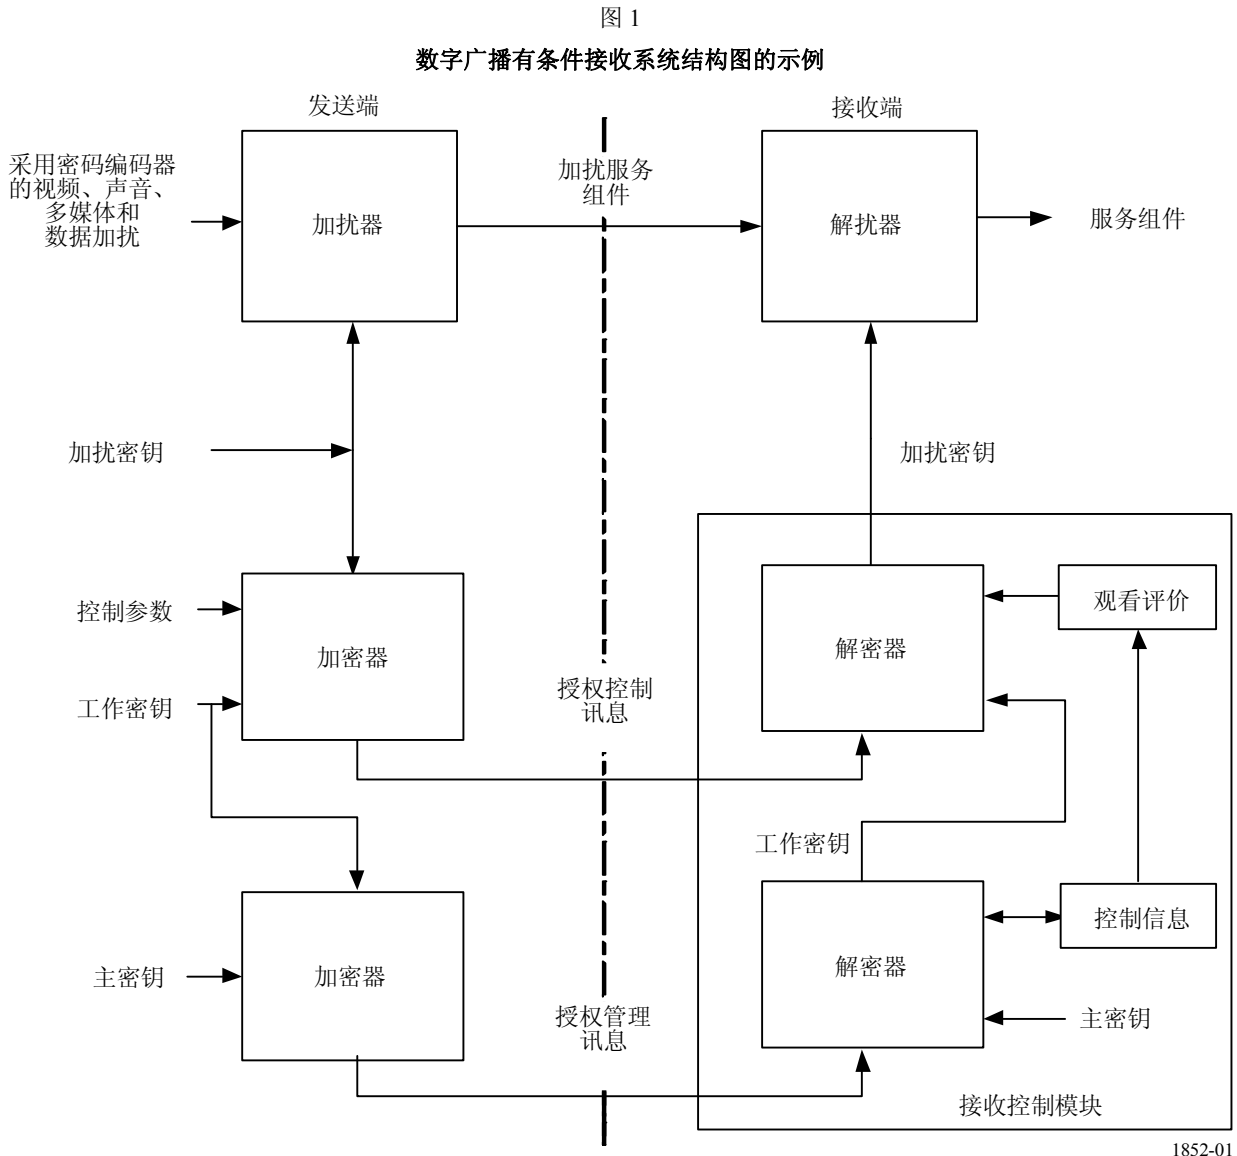 图 1
数字广播有条件接收系统结构图的示例
发送端
接收端
采用密码编码器
的视频、声音、
多媒体和
数据加扰
加扰器
加扰服务
组件
解扰器
服务组件
加扰密钥
加扰密钥
控制参数
加密器
工作密钥
授权控制
讯息
解密器
观看评价
工作密钥
主密钥
加密器
授权管理
讯息
解密器
控制信息
主密钥
接收控制模块
1852-01